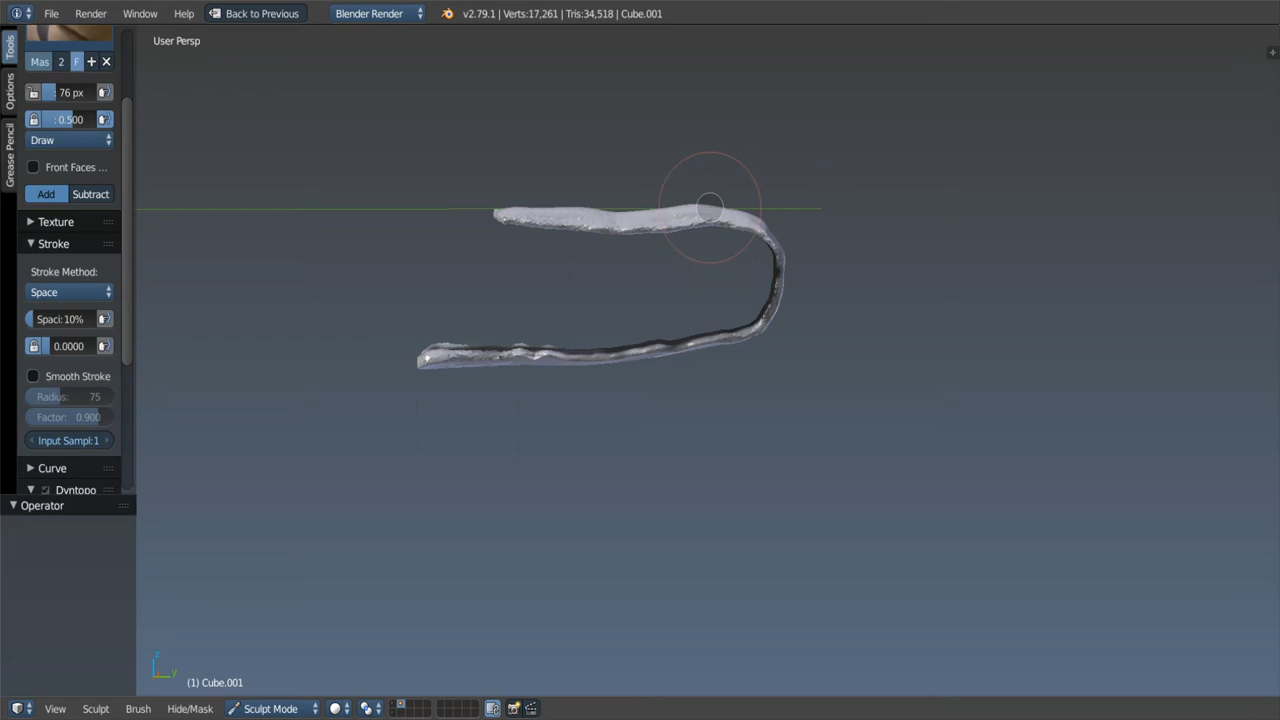 File Render Window Help Back to Previous Blender Render v2.79.1 | Verts:17,261 | Tris:34,518 | Cube.001
User Persp
Tools
Options
Grease Pencil
Mas 2 F
: 76 px
: 0.500
Draw
Front Faces ...
Add Subtract
Texture
Stroke
Stroke Method:
Space
Spaci: 10%
0.0000
Smooth Stroke
Radius: 75
Factor: 0.900
Input Sampl: 1
Curve
Dyntopo
Operator
z
y
(1) Cube.001
View Sculpt Brush Hide/Mask Sculpt Mode